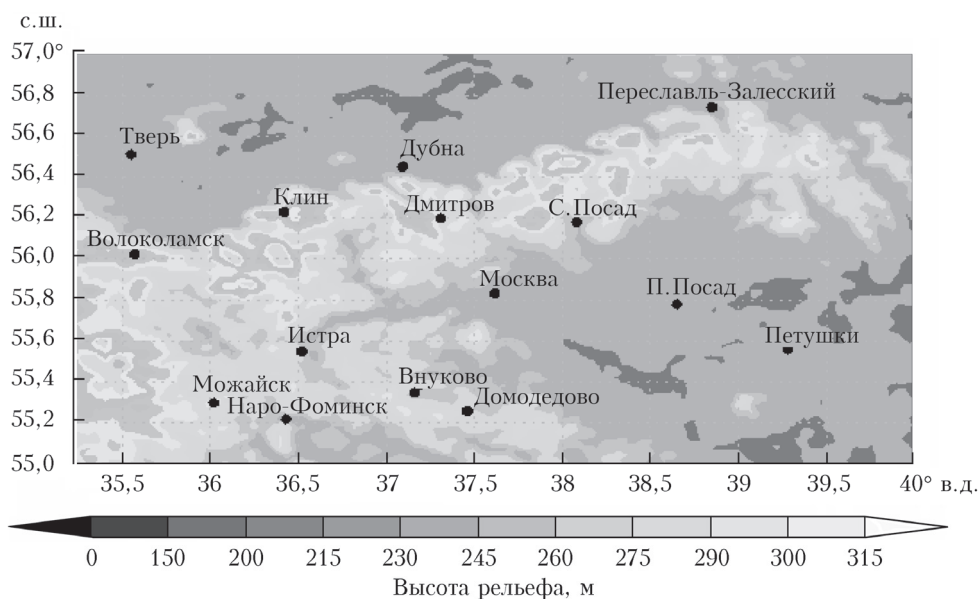 с.ш.
57,0°
56,8
Переславль-Залесский
56,6
Тверь
Дубна
56,4
Клин
Дмитров
С.Посад
56,2
Волоколамск
56,0
Москва
П.Посад
55,8
Истра
Петушки
55,6
55,4
Можайск
Внуково
Домодедово
Наро-Фоминск
55,2
55,0
35,5 36 36,5 37 37,5 38 38,5 39 39,5 40° в.д.
0 150 200 215 230 245 260 275 290 300 315
Высота рельефа, м